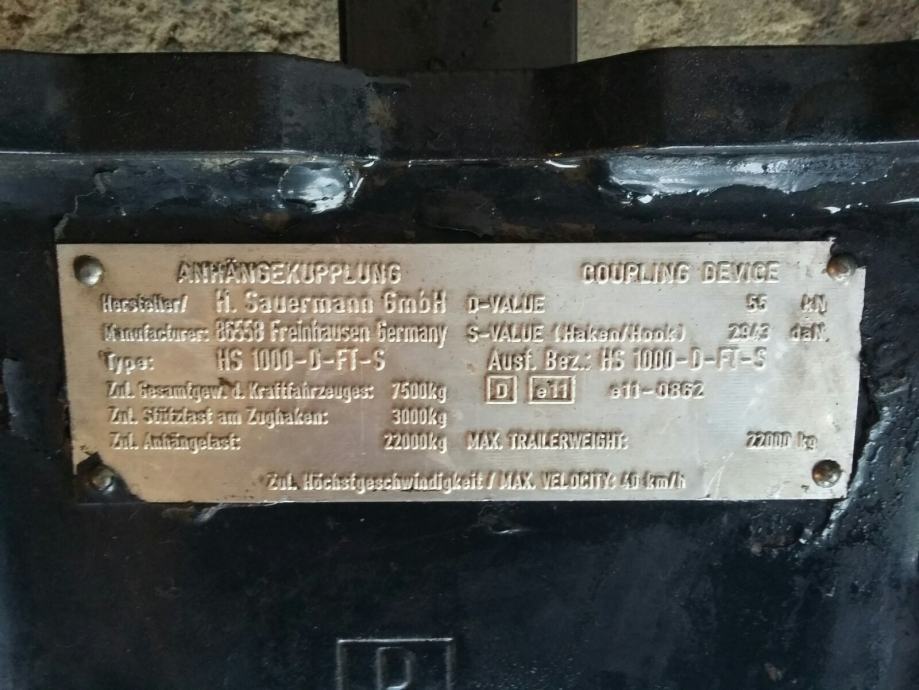 ANHÄNGEKUPPLUNG COUPLING DEVICE
Hersteller/ H. Sauermann GmbH D-VALUE 55 kN
Manufacturer: 86558 Freinhausen Germany S-VALUE (Haken/Hook) 2943 daN
Type: HS 1000-D-FT-S Ausf. Bez.: HS 1000-D-FT-S
Zul. Gesamtgew. d. Kraftfahrzeuges: 7500kg D e11 e11-0862
Zul. Stützlast am Zughaken: 3000kg
Zul. Anhängelast: 22000kg MAX. TRAILERWEIGHT: 22000 kg
Zul. Höchstgeschwindigkeit / MAX. VELOCITY: 40 km/h
D